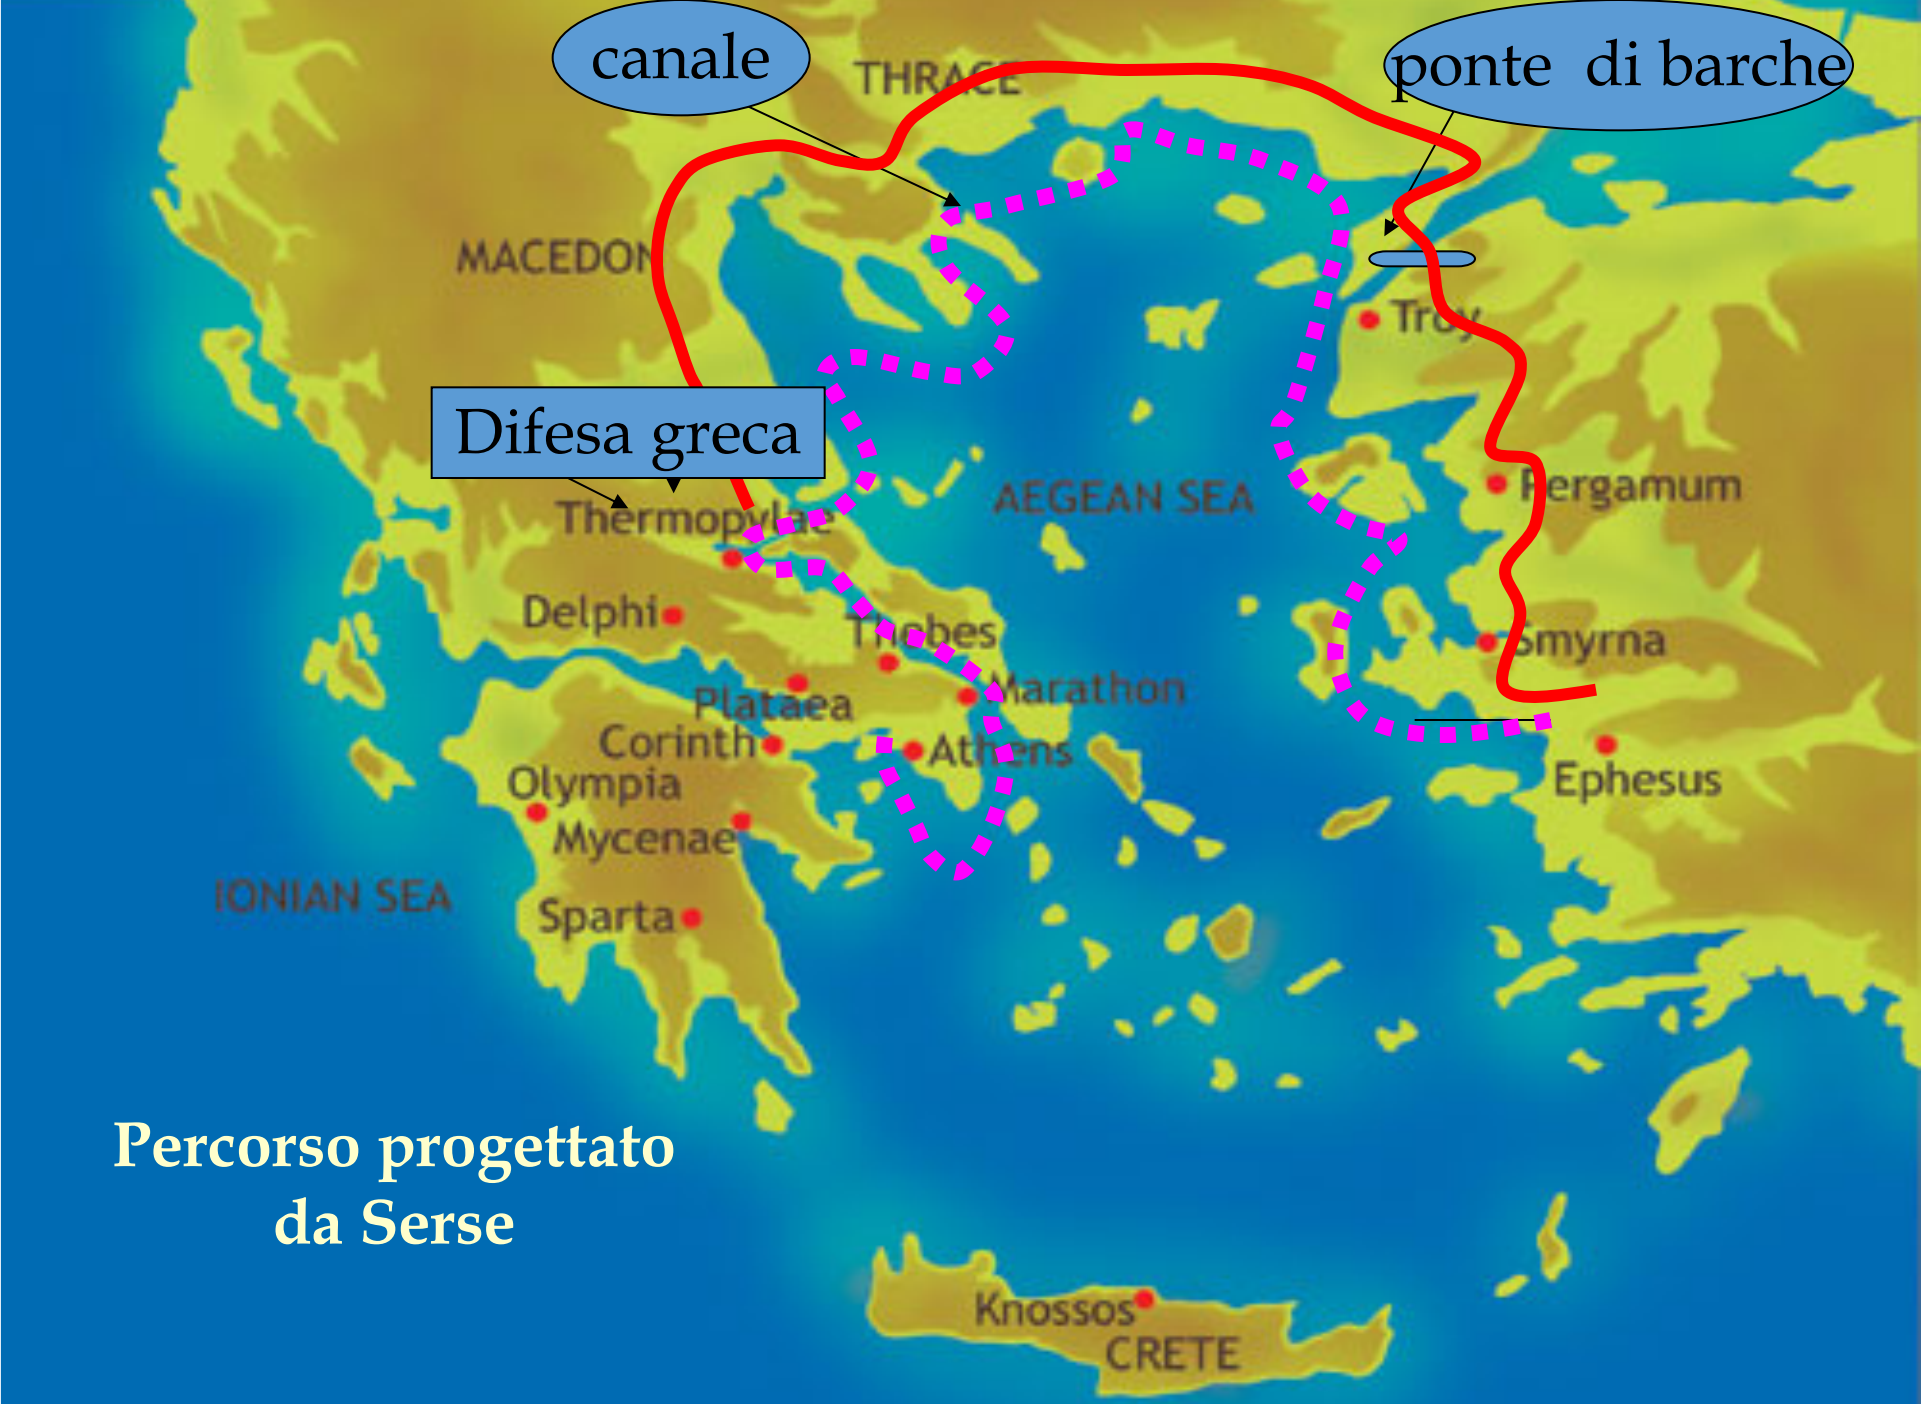 canale
ponte di barche
THRACE
MACEDON
Troy
Difesa greca
Pergamum
AEGEAN SEA
Thermopylae
Delphi
Thebes
Smyrna
Marathon
Plataea
Corinth
Athens
Olympia
Ephesus
Mycenae
IONIAN SEA
Sparta
Percorso progettato
da Serse
Knossos
CRETE